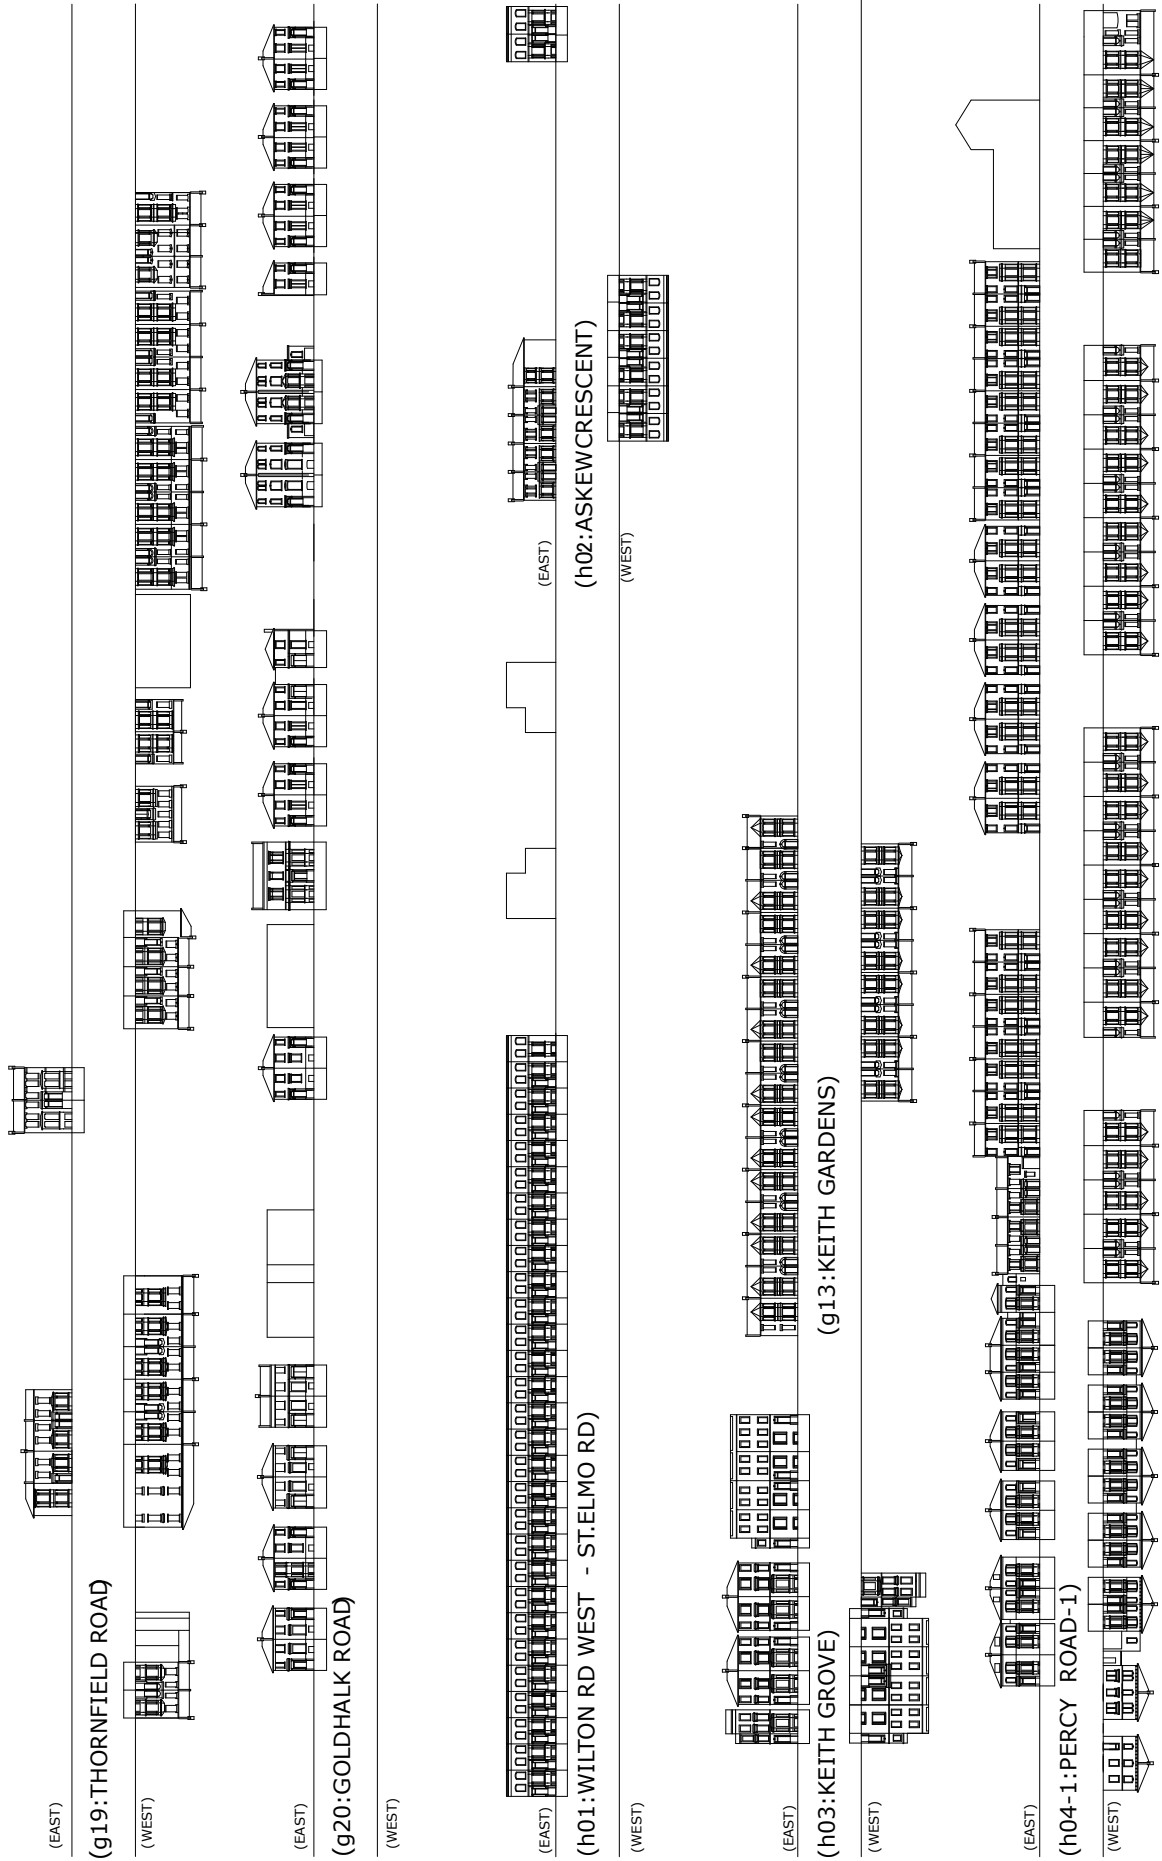 (EAST)
(g19:THORNFIELD ROAD)
(WEST)
(EAST)
(g20:GOLDHALK ROAD)
(WEST)
(EAST)
(h01:WILTON RD WEST - ST.ELMO RD)
(WEST)
(EAST)
(h02:ASKEWCRESCENT)
(WEST)
(EAST)
(h03:KEITH GROVE)
(g13:KEITH GARDENS)
(WEST)
(EAST)
(h04-1:PERCY ROAD-1)
(WEST)